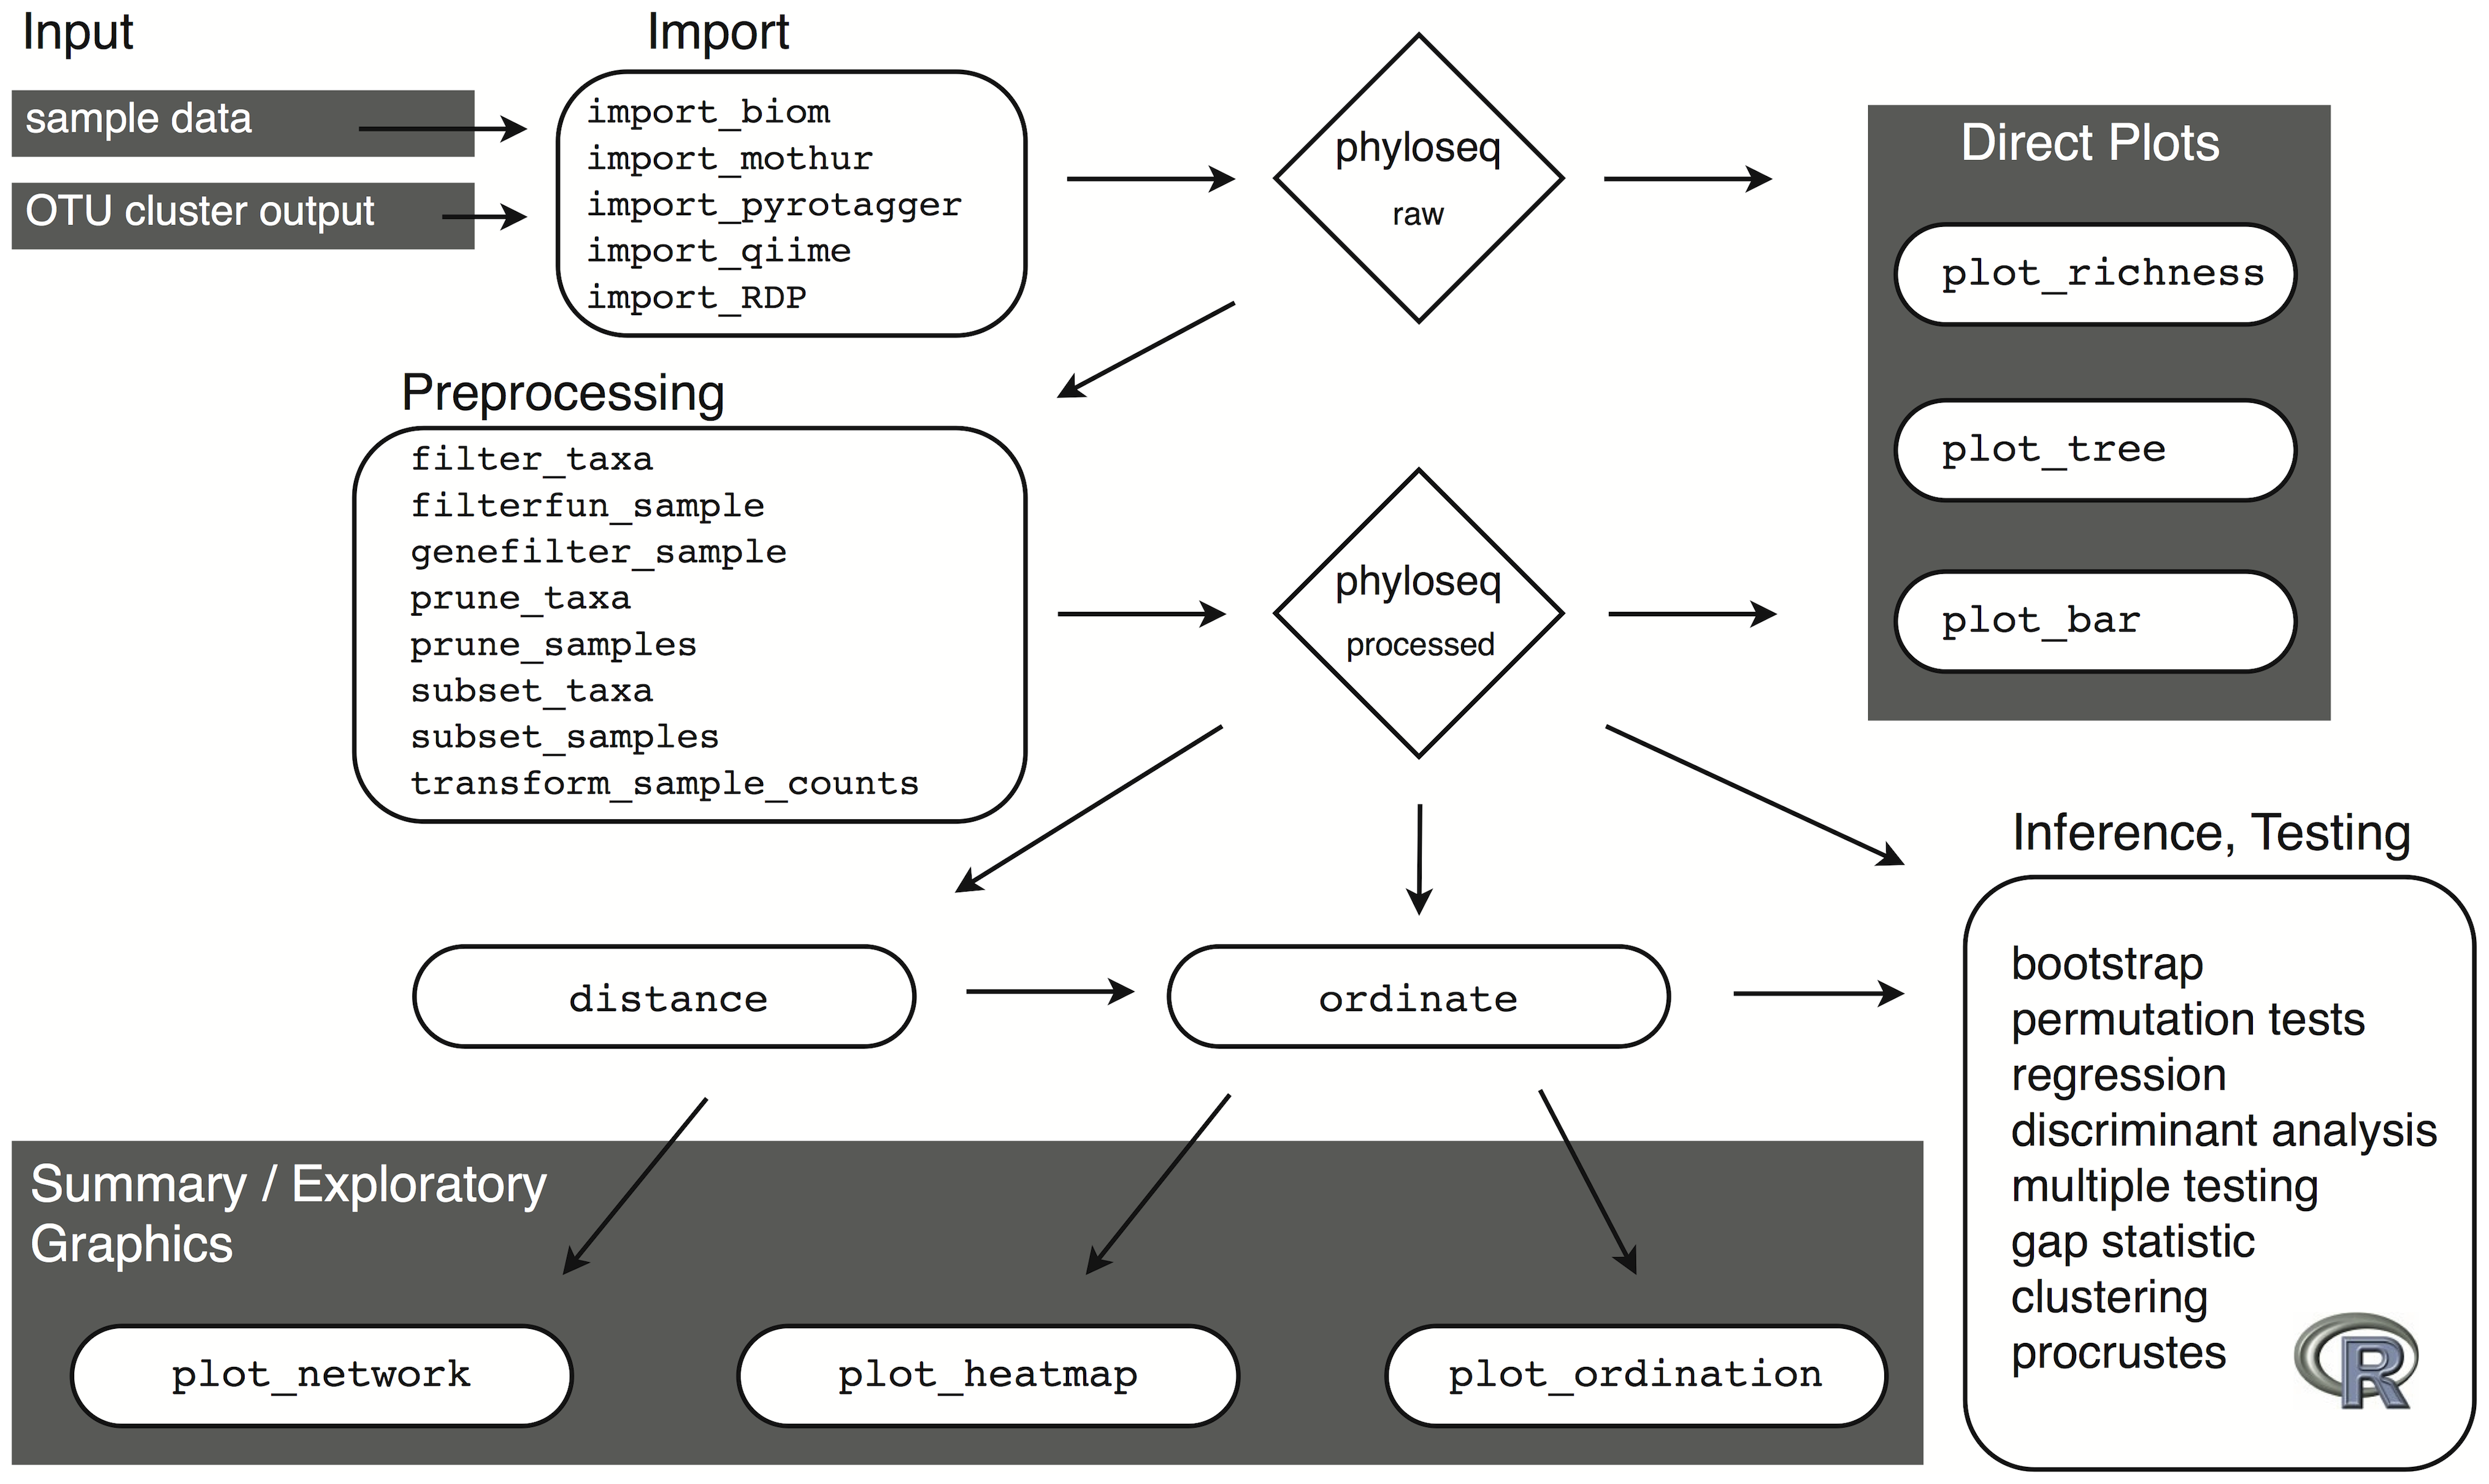 Input
sample data
OTU cluster output
Import
import_biom
import_mothur
import_pyrotagger
import_qiime
import_RDP
phyloseq
raw
Direct Plots
plot_richness
plot_tree
plot_bar
Preprocessing
filter_taxa
filterfun_sample
genefilter_sample
prune_taxa
prune_samples
subset_taxa
subset_samples
transform_sample_counts
phyloseq
processed
distance
ordinate
Inference, Testing
bootstrap
permutation tests
regression
discriminant analysis
multiple testing
gap statistic
clustering
procrustes
R
Summary / Exploratory
Graphics
plot_network
plot_heatmap
plot_ordination